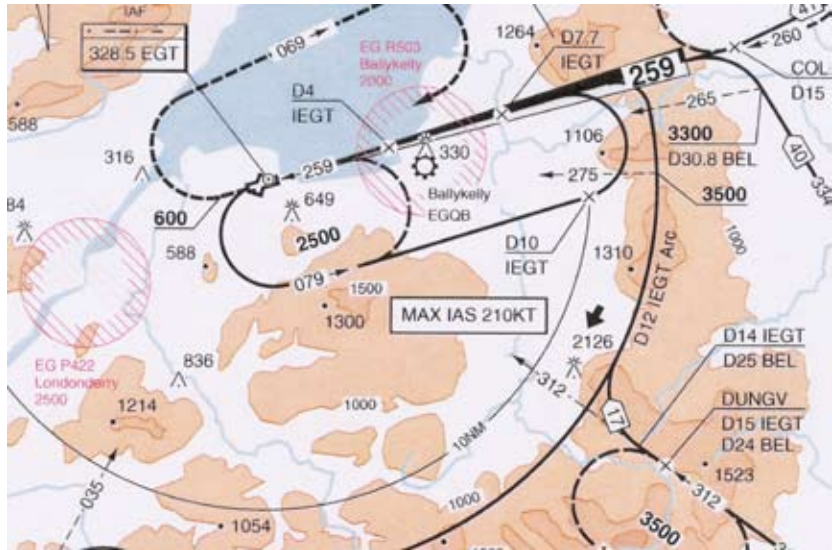 IAF
328.5 EGT
069
EG R503
Ballykelly
2000
1264
D7.7
IEGT
260
COL
D15
588
D4
IEGT
259
265
3300
D30.8 BEL
316
259
330
1106
40
334
Ballykelly
EGQB
275
3500
600
649
84
588
2500
D10
IEGT
1310
1000
079
1500
1300
MAX IAS 210KT
D12 IEGT Arc
EG P422
Londonderry
2500
836
2126
D14 IEGT
D25 BEL
312
1214
1000
17
DUNGV
D15 IEGT
D24 BEL
10NM
1523
035
312
1000
1054
3500